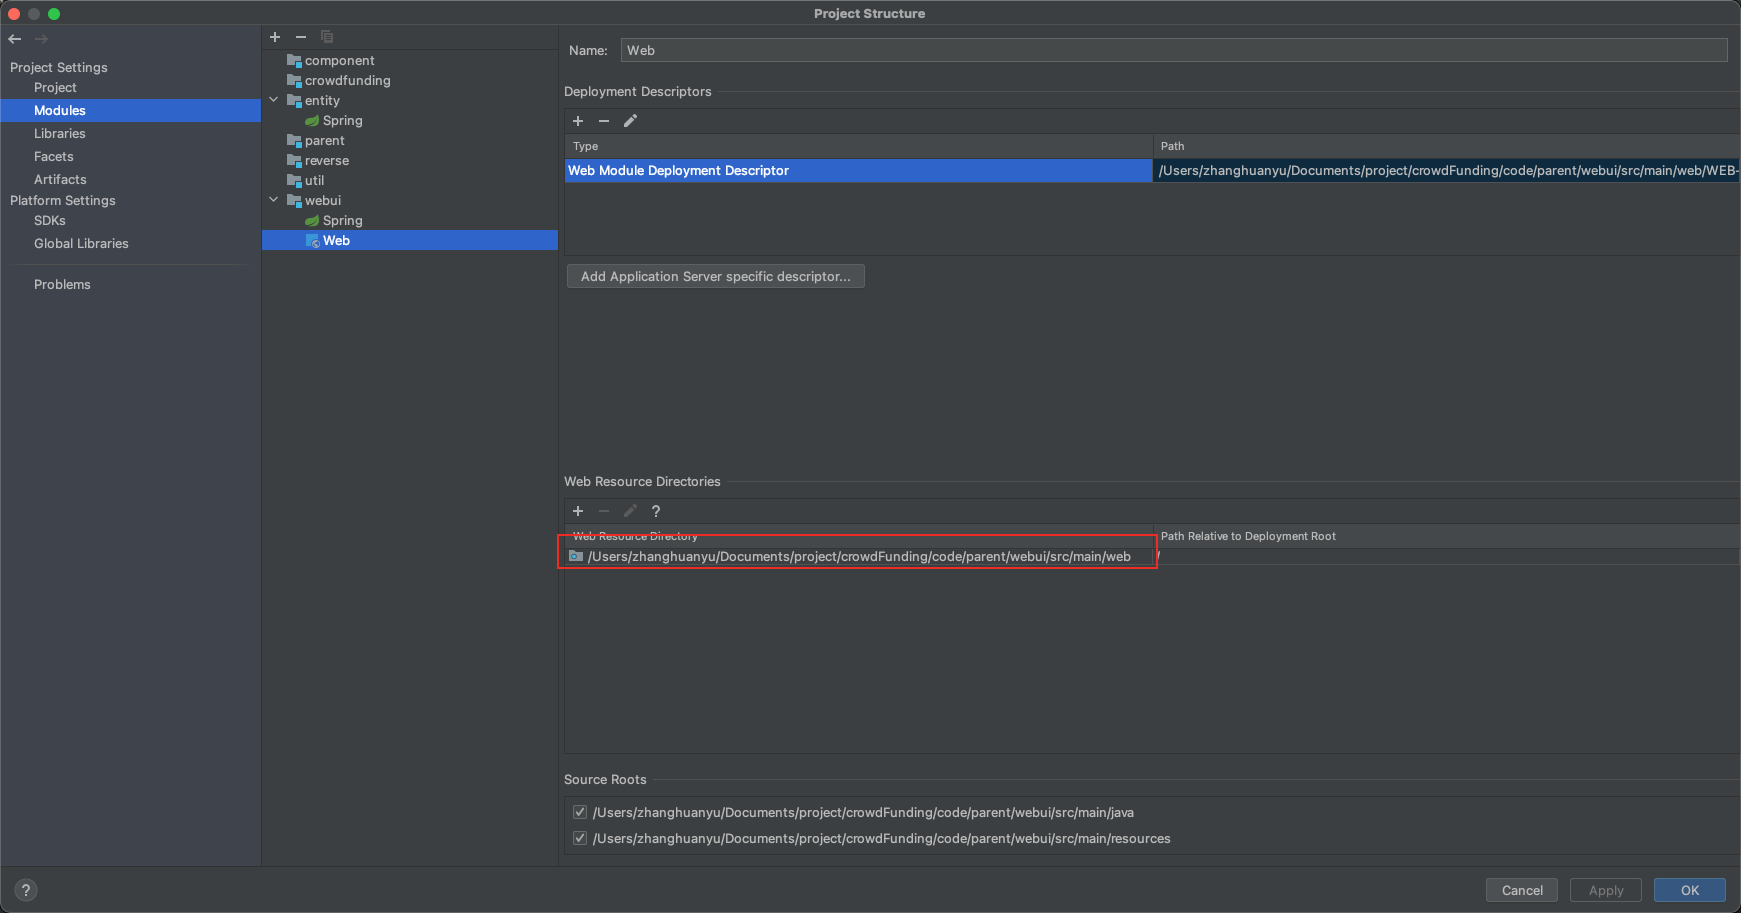 Project Structure
Project Settings
Project
Modules
Libraries
Facets
Artifacts
Platform Settings
SDKs
Global Libraries
Problems
component
crowdfunding
entity
Spring
parent
reverse
util
webui
Spring
Web
Name: Web
Deployment Descriptors
Type Path
Web Module Deployment Descriptor /Users/zhanghuanyu/Documents/project/crowdFunding/code/parent/webui/src/main/web/WEB-
Add Application Server specific descriptor...
Web Resource Directories
?
Web Resource Directory Path Relative to Deployment Root
/Users/zhanghuanyu/Documents/project/crowdFunding/code/parent/webui/src/main/web /
Source Roots
/Users/zhanghuanyu/Documents/project/crowdFunding/code/parent/webui/src/main/java
/Users/zhanghuanyu/Documents/project/crowdFunding/code/parent/webui/src/main/resources
? Cancel Apply OK